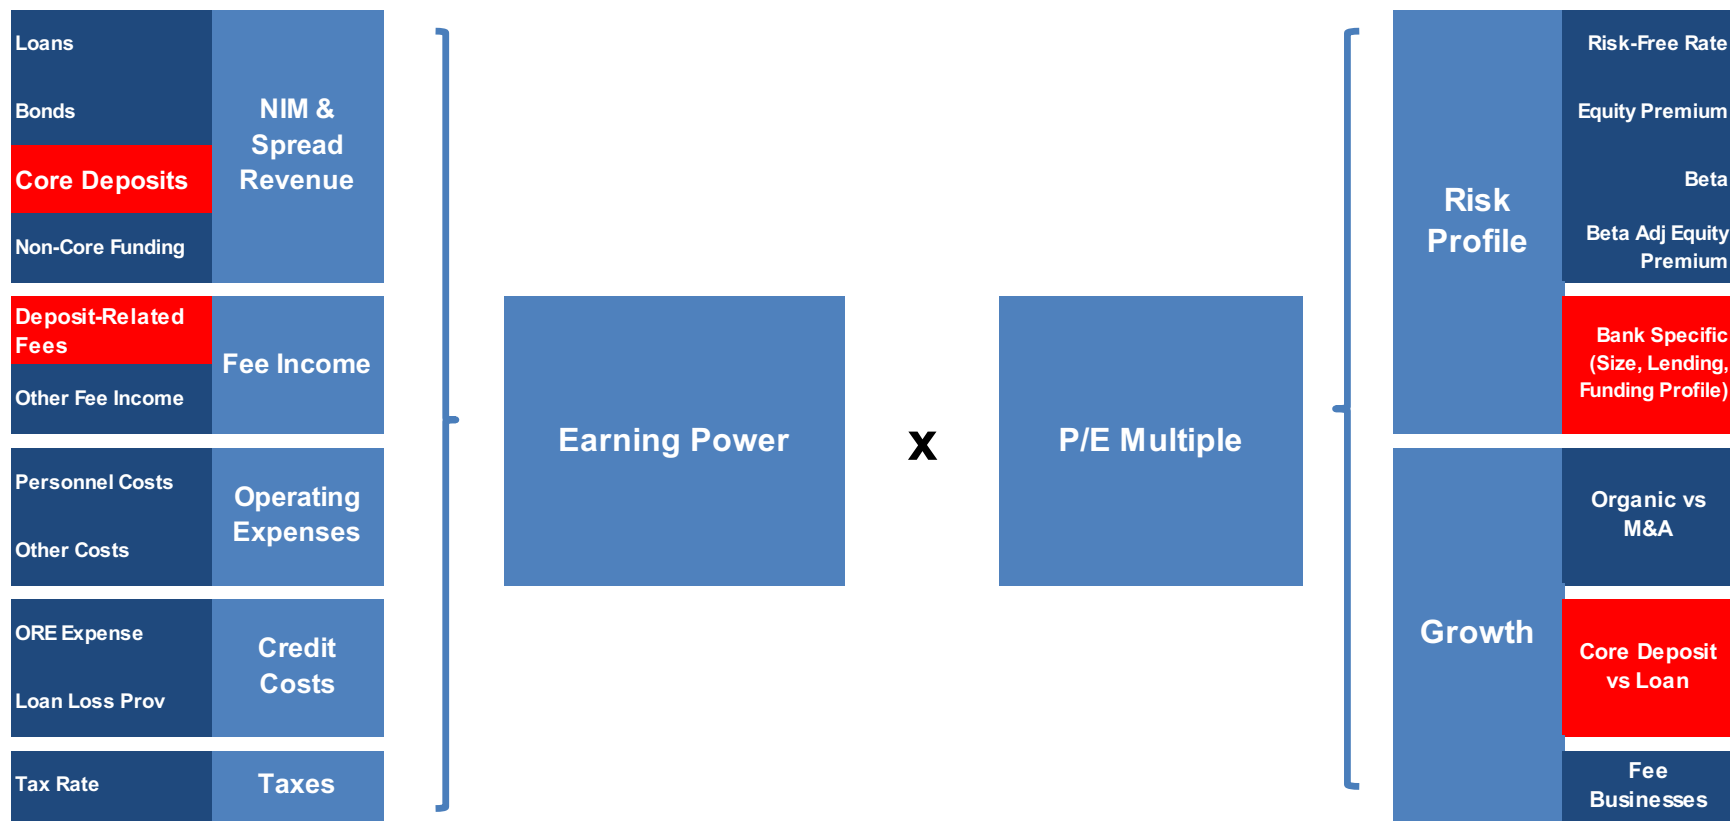 Loans
Bonds
Core Deposits
Non-Core Funding
NIM &
Spread
Revenue
Deposit-Related
Fees
Other Fee Income
Fee Income
Personnel Costs
Other Costs
Operating
Expenses
ORE Expense
Loan Loss Prov
Credit
Costs
Tax Rate
Taxes
Earning Power
x
P/E Multiple
Risk
Profile
Risk-Free Rate
Equity Premium
Beta
Beta Adj Equity
Premium
Bank Specific
(Size, Lending,
Funding Profile)
Growth
Organic vs
M&A
Core Deposit
vs Loan
Fee
Businesses